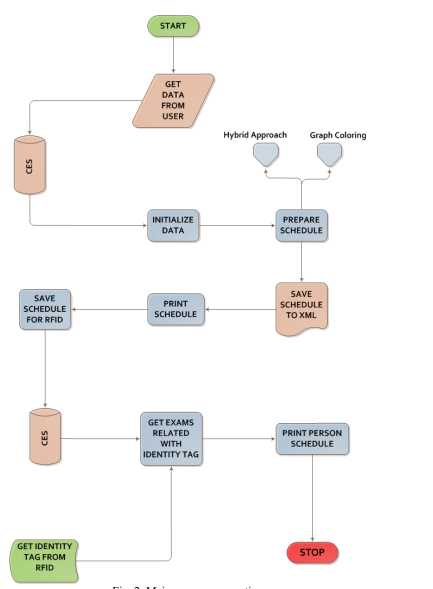 START
GET
DATA
FROM
USER
Hybrid Approach
Graph Coloring
CES
INITIALIZE
DATA
PREPARE
SCHEDULE
SAVE
SCHEDULE
FOR RFID
PRINT
SCHEDULE
SAVE
SCHEDULE
TO XML
CES
GET EXAMS
RELATED
WITH
IDENTITY TAG
PRINT PERSON
SCHEDULE
GET IDENTITY
TAG FROM
RFID
STOP